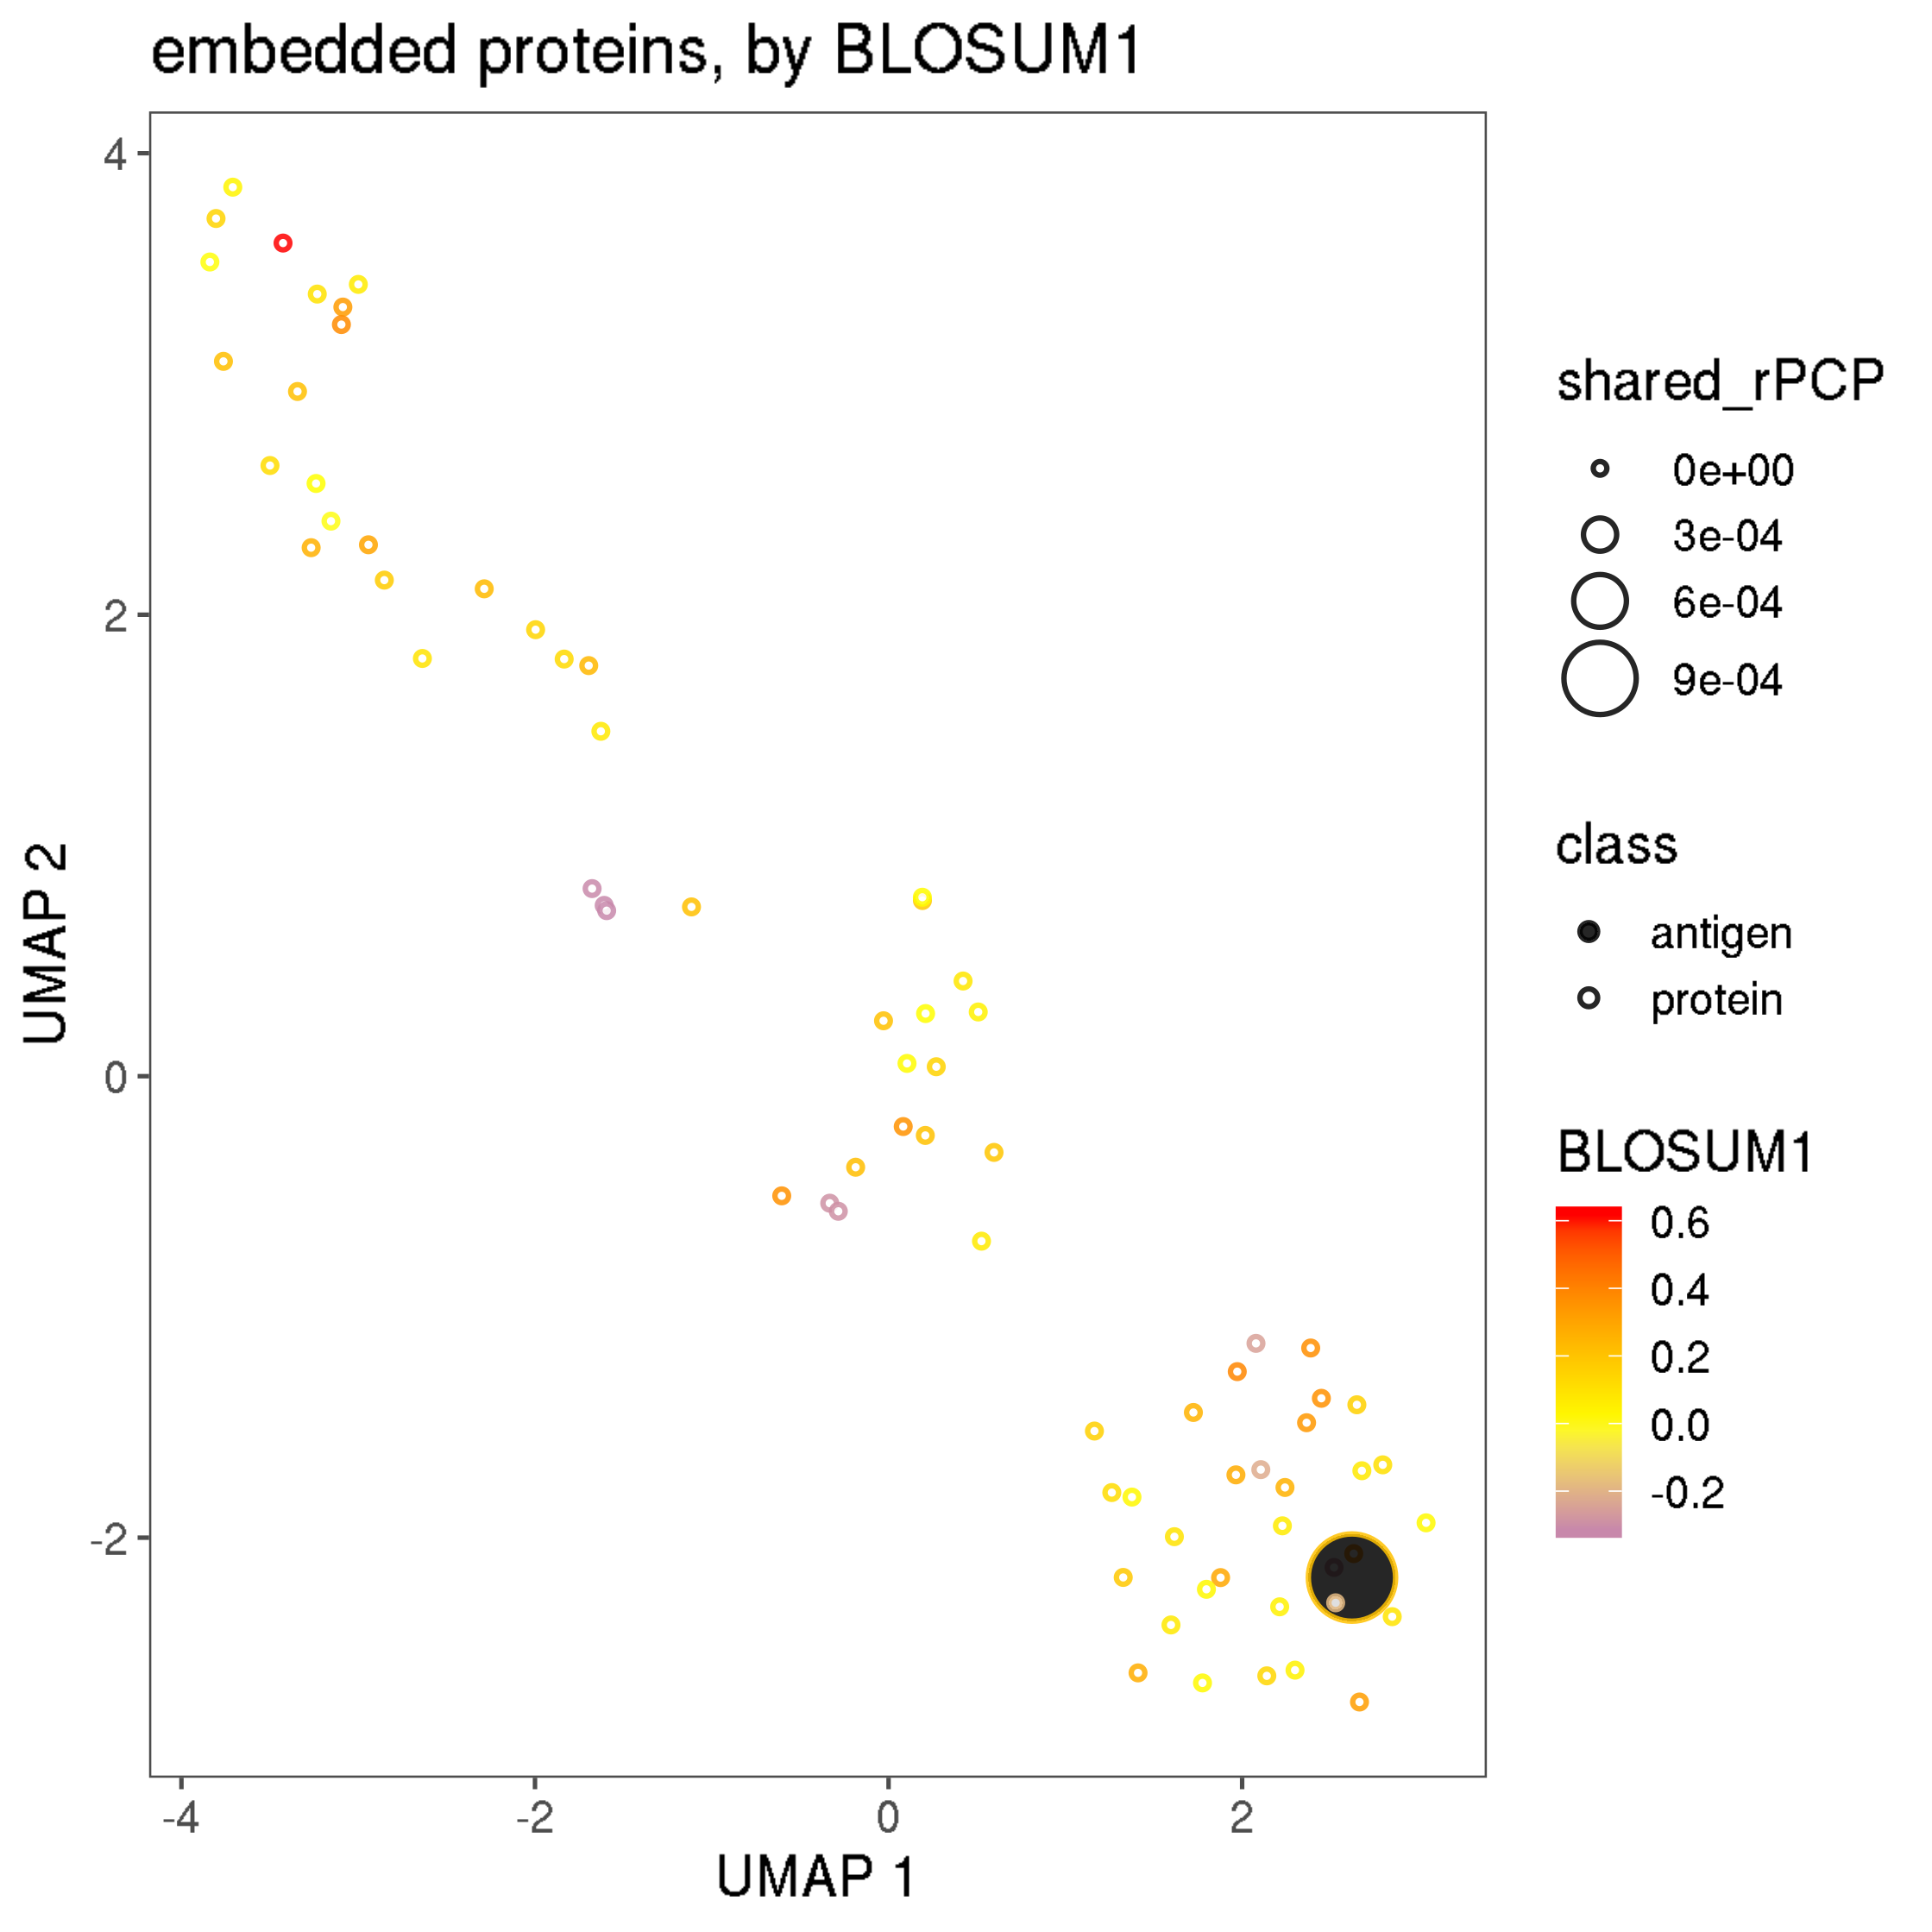 embedded proteins, by BLOSUM1
4
2
0
-2
UMAP 2
-4
-2
0
2
UMAP 1
shared_rPCP
0e+00
3e-04
6e-04
9e-04
class
antigen
protein
BLOSUM1
0.6
0.4
0.2
0.0
-0.2